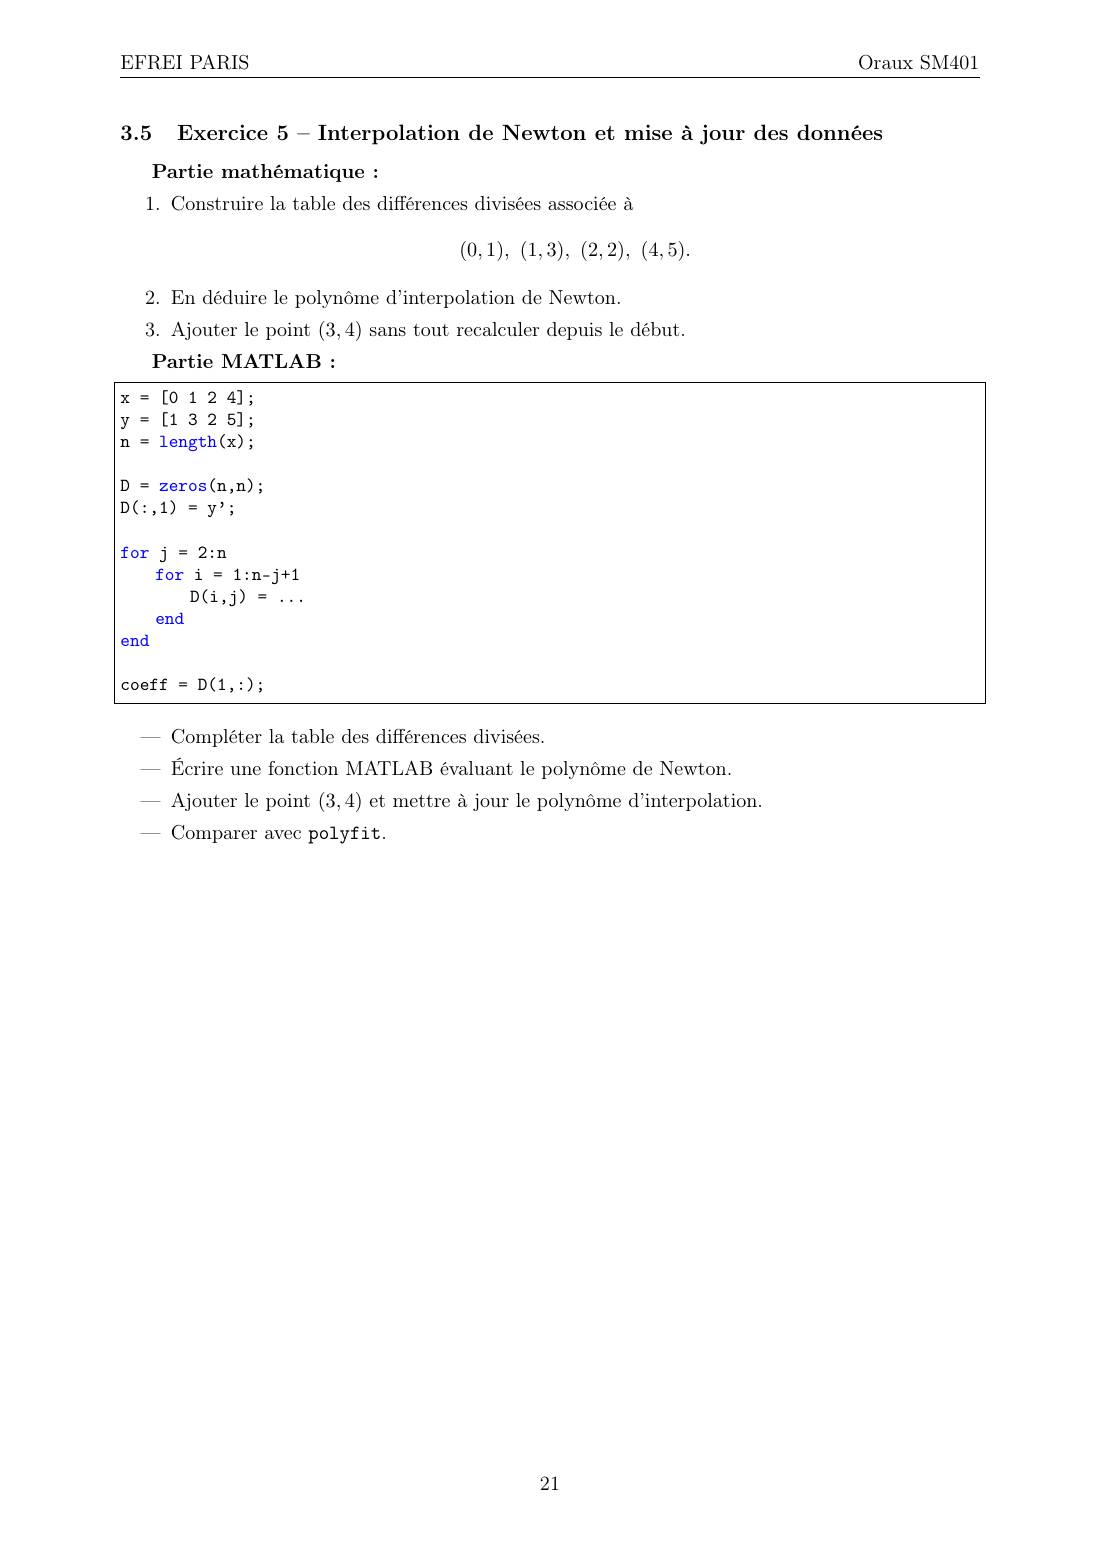 EFREI PARIS Oraux SM401
3.5 Exercice 5 – Interpolation de Newton et mise à jour des données
Partie mathématique :
1. Construire la table des différences divisées associée à
(0, 1), (1, 3), (2, 2), (4, 5).
2. En déduire le polynôme d'interpolation de Newton.
3. Ajouter le point (3, 4) sans tout recalculer depuis le début.
Partie MATLAB :
x = [0 1 2 4];
y = [1 3 2 5];
n = length(x);
D = zeros(n,n);
D(:,1) = y’;
for j = 2:n
for i = 1:n-j+1
D(i,j) = ...
end
end
coeff = D(1,:);
— Compléter la table des différences divisées.
— Écrire une fonction MATLAB évaluant le polynôme de Newton.
— Ajouter le point (3, 4) et mettre à jour le polynôme d'interpolation.
— Comparer avec polyfit.
21